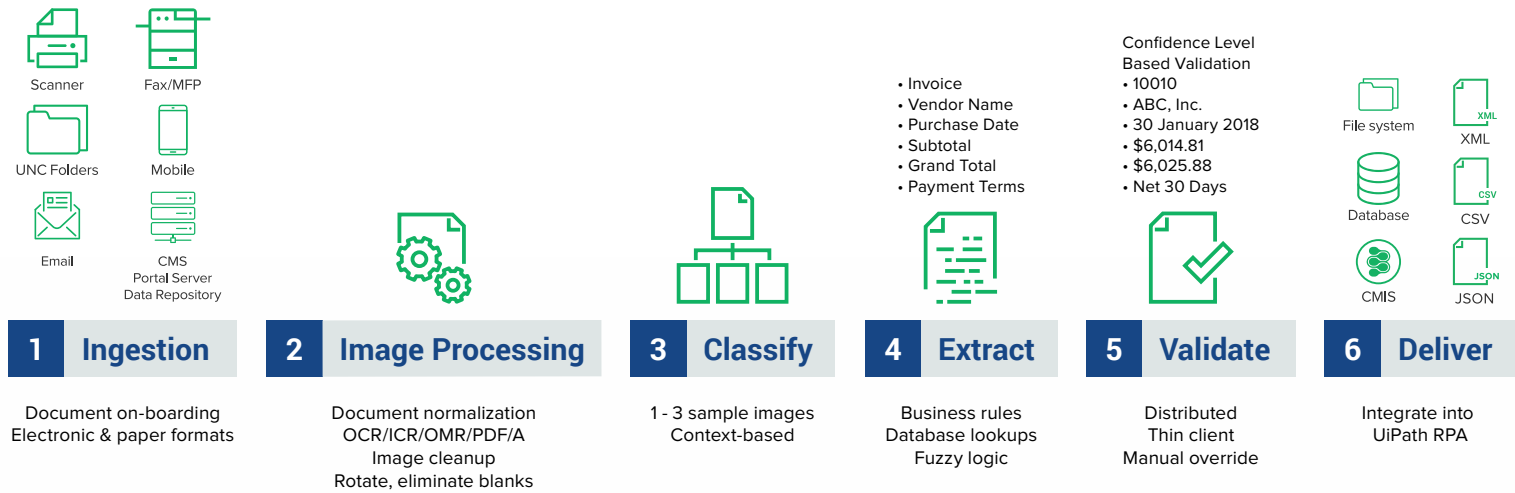 Scanner
Fax/MFP
UNC Folders
Mobile
Email
CMS
Portal Server
Data Repository
1 Ingestion
Document on-boarding
Electronic & paper formats
2 Image Processing
Document normalization
OCR/ICR/OMR/PDF/A
Image cleanup
Rotate, eliminate blanks
3 Classify
1 - 3 sample images
Context-based
• Invoice
• Vendor Name
• Purchase Date
• Subtotal
• Grand Total
• Payment Terms
4 Extract
Business rules
Database lookups
Fuzzy logic
Confidence Level
Based Validation
• 10010
• ABC, Inc.
• 30 January 2018
• $6,014.81
• $6,025.88
• Net 30 Days
5 Validate
Distributed
Thin client
Manual override
File system
XML
XML
Database
CSV
CSV
CMIS
JSON
JSON
6 Deliver
Integrate into
UiPath RPA